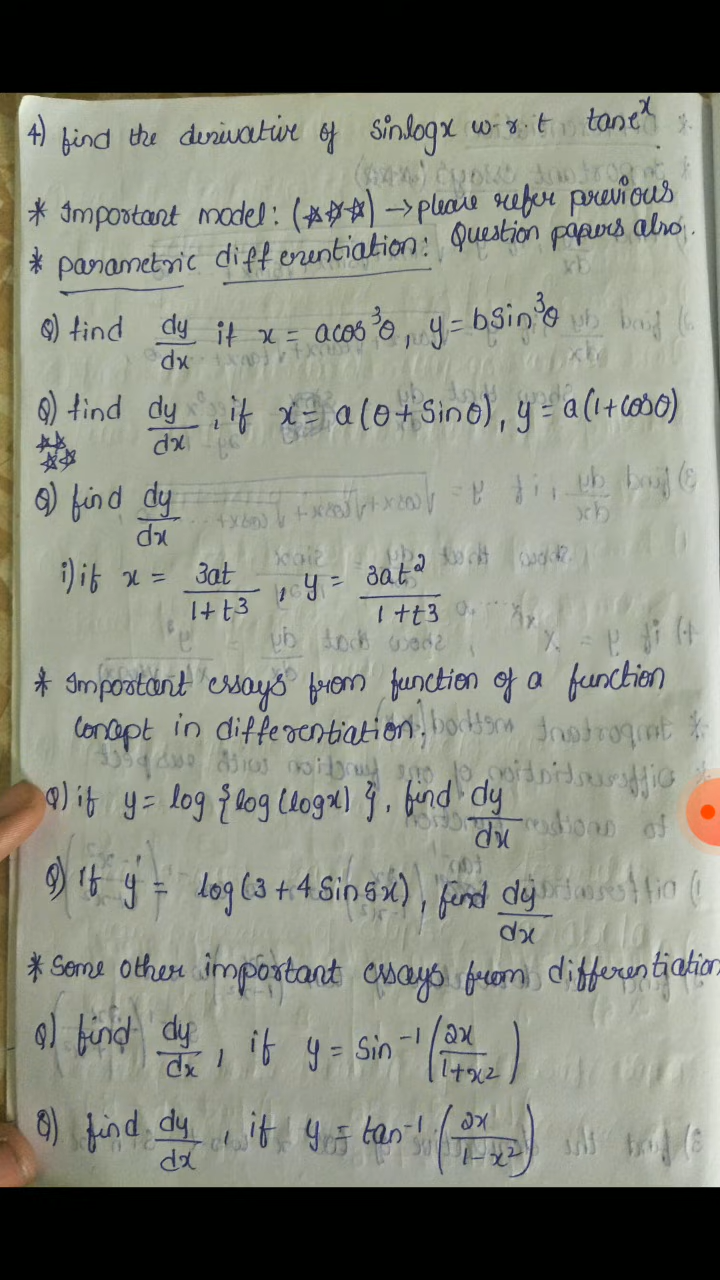 4) find the derivative of sinlogx w.r.t tane^x
* Important model: (☆☆☆) → please refer previous
Question papers also.
* parametric differentiation:
Q) find dy/dx if x = acos³θ, y = bSin³θ
Q) find dy/dx, if x = a(θ + Sinθ), y = a(1+cosθ)
☆☆
☆☆
Q) find dy/dx
i) if x = 3at/1+t3, y = 3at²/1+t3
* Important essays from function of a function
concept in differentiation.
Q) if y = log {log(logx)}, find dy/dx
Q) If y = log(3+4Sin5x), find dy/dx
* Some other important essays from differentiation
Q) find dy/dx, if y = Sin⁻¹(2x/1+x²)
Q) find dy/dx, if y = tan⁻¹(2x/1-x²)